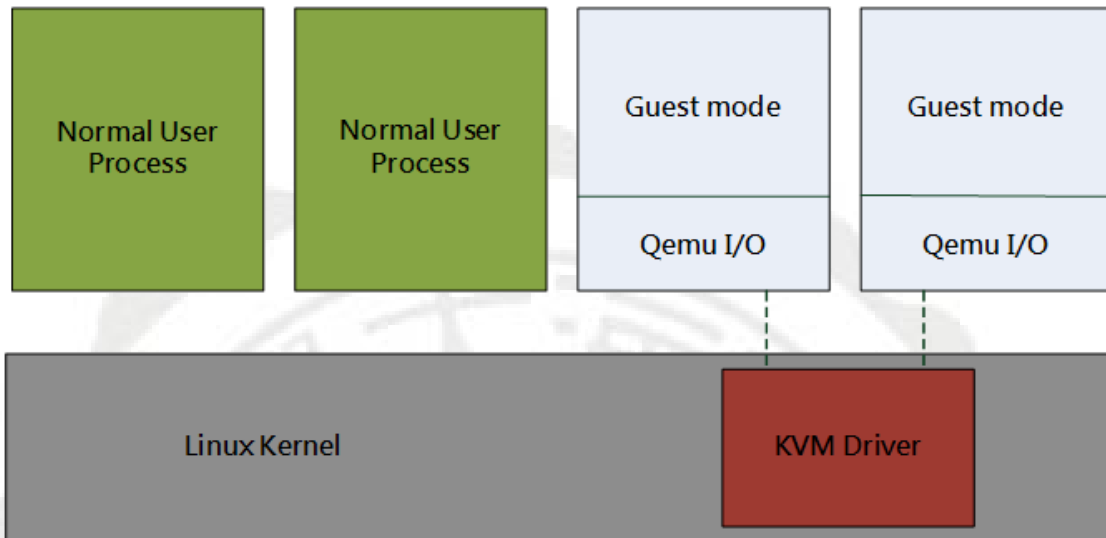 Normal User
Process
Normal User
Process
Guest mode
Guest mode
Qemu I/O
Qemu I/O
Linux Kernel
KVM Driver